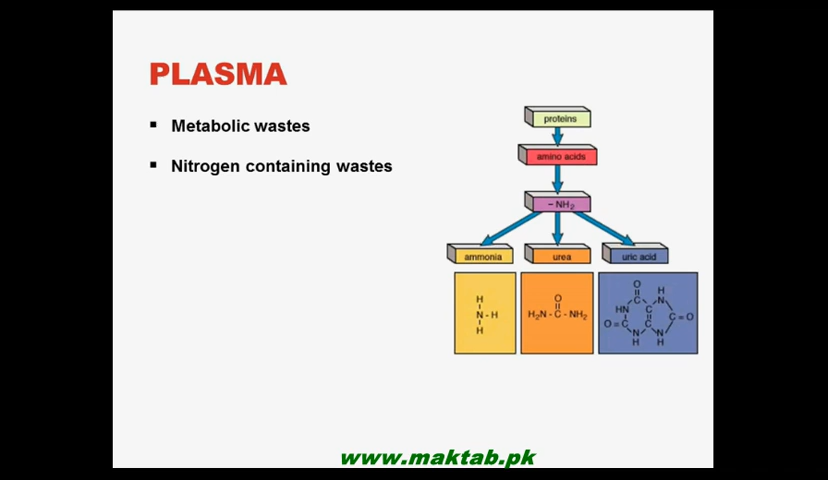 PLASMA
▪ Metabolic wastes
▪ Nitrogen containing wastes
proteins
amino acids
– NH₂
ammonia
urea
uric acid
H
N - H
H
O
H₂N - C - NH₂
O
H
C
N
HN
C
C = O
O = C
C
N
N
H
H
www.maktab.pk